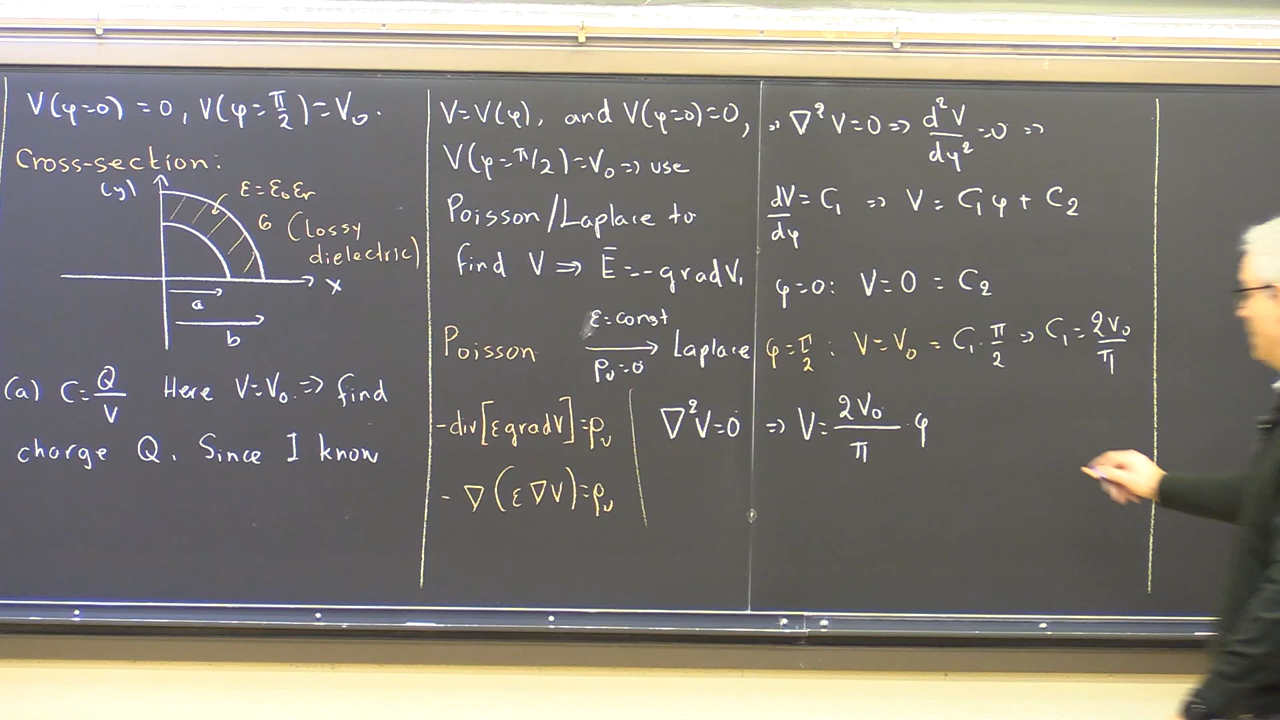 V(φ=0) = 0, V(φ=π/2)=V₀.
Cross-section:
(y)
ε=ε₀εᵣ
б (lossy
dielectric)
x
a
b
(a) C=Q/V Here V=V₀ => find
charge Q. Since I know
V=V(φ), and V(φ=0)=0,
V(φ=π/2)=V₀ => use
Poisson/Laplace to
find V => E̅=-gradV.
ε=const
Poisson → Laplace
ρᵥ=0
-div[εgradV]=ρᵥ
∇²V=0
-∇(ε∇V)=ρᵥ
=> ∇²V=0 => d²V/dφ²=0 =>
dV/dφ=C₁ => V=C₁φ+C₂
φ=0: V=0=C₂
φ=π/2: V=V₀=C₁·π/2 => C₁=2V₀/π
=> V=2V₀/π·φ